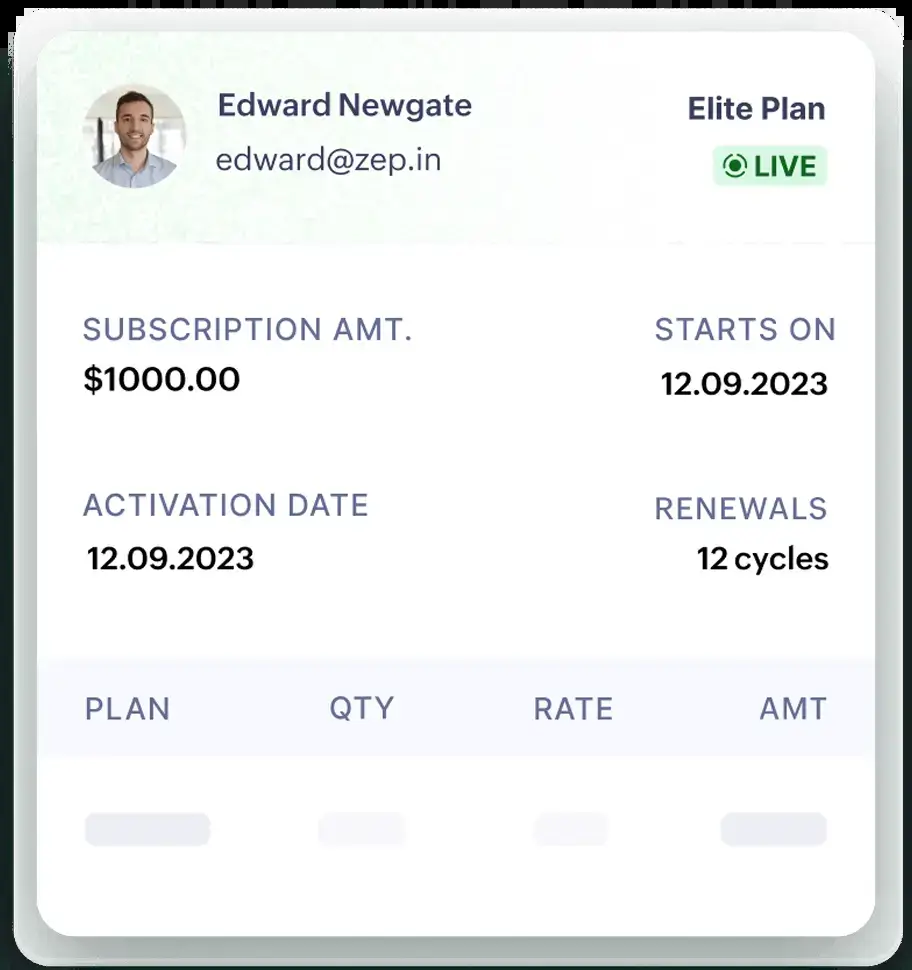 Edward Newgate
edward@zep.in
Elite Plan
LIVE
SUBSCRIPTION AMT.
$1000.00
STARTS ON
12.09.2023
ACTIVATION DATE
12.09.2023
RENEWALS
12 cycles
PLAN QTY RATE AMT